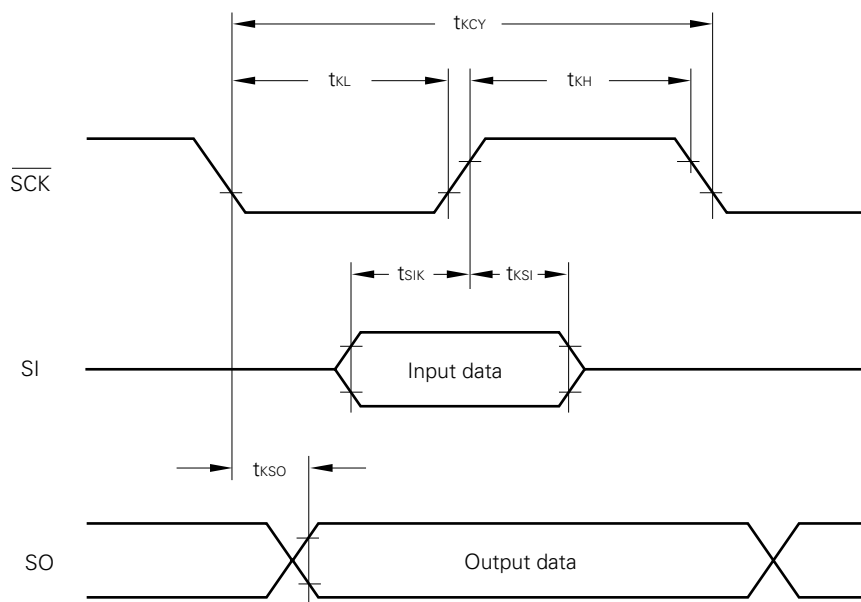 tKCY
tKL
tKH
SCK
tSIK
tKSI
SI
Input data
tKSO
SO
Output data